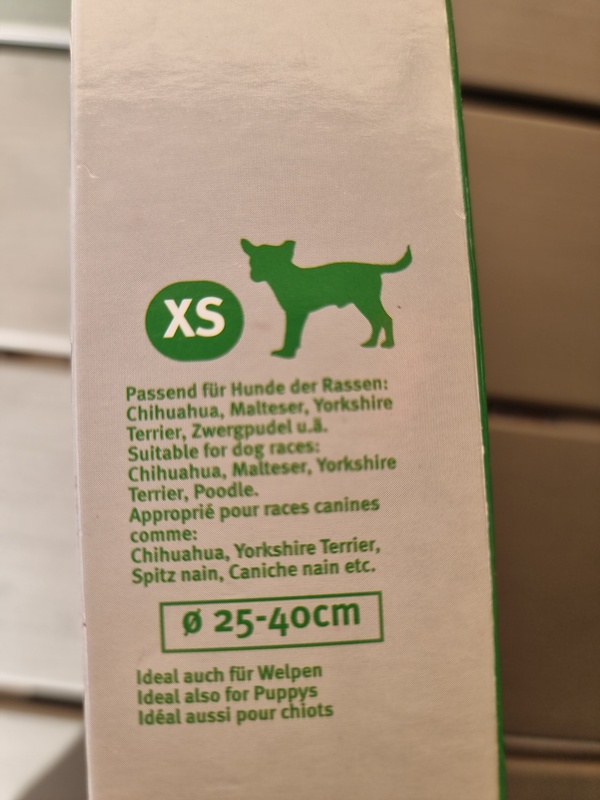 XS
Passend für Hunde der Rassen:
Chihuahua, Malteser, Yorkshire
Terrier, Zwergpudel u.ä.
Suitable for dog races:
Chihuahua, Malteser, Yorkshire
Terrier, Poodle.
Approprié pour races canines
comme:
Chihuahua, Yorkshire Terrier,
Spitz nain, Caniche nain etc.
ø 25-40cm
Ideal auch für Welpen
Ideal also for Puppys
Idéal aussi pour chiots